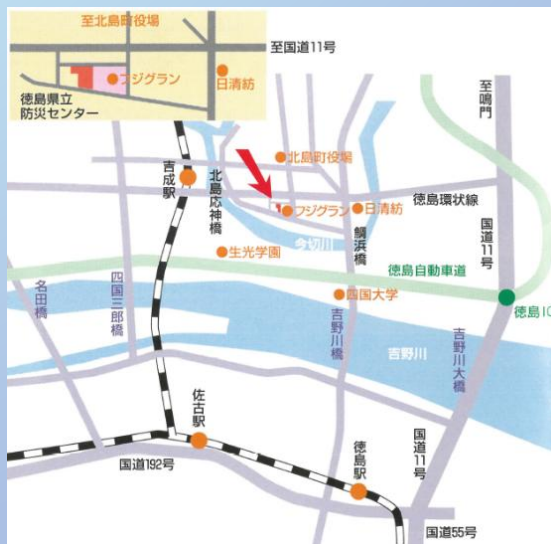 至北島町役場
至国道11号
フジグラン
日清紡
徳島県立
防災センター
至鳴門
北島町役場
吉成駅
北島応神橋
フジグラン
日清紡
徳島環状線
国道11号
今切川
鯛浜橋
生光学園
徳島自動車道
名田橋
四国三郎橋
四国大学
徳島IC
吉野川橋
吉野川
吉野川大橋
佐古駅
国道192号
徳島駅
国道11号
国道55号